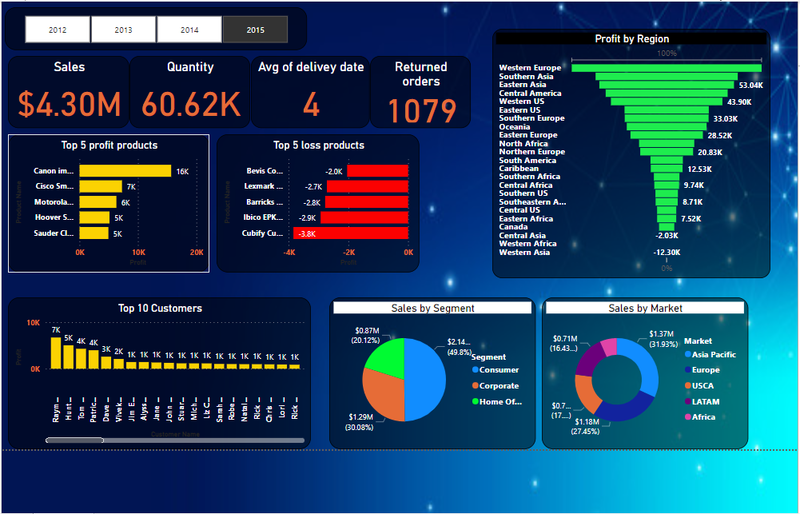 2012 2013 2014 2015
Sales
$4.30M
Quantity
60.62K
Avg of delivey date
4
Returned
orders
1079
Profit by Region
100%
Western Europe
Southern Asia
Eastern Asia 53.04K
Central America
Western US 43.90K
Eastern US
Southern Europe 33.03K
Oceania
Eastern Europe 28.52K
North Africa
Northern Europe 20.83K
South America
Caribbean 12.53K
Southern Africa
Central Africa 9.74K
Southern US
Southeastern A... 8.71K
Central US
Eastern Africa 7.52K
Canada
Central Asia -2.03K
Western Africa
Western Asia -12.30K
0%
Top 5 profit products
Product Name
Canon im... 16K
Cisco Sm... 7K
Motorola... 6K
Hoover S... 5K
Sauder Cl... 5K
0K 10K 20K
Profit
Top 5 loss products
Product Name
Bevis Co... -2.0K
Lexmark ... -2.7K
Barricks ... -2.8K
Ibico EPK... -2.9K
Cubify Cu... -3.8K
-4K -2K 0K
Profit
Top 10 Customers
Profit
10K
0K
7K 5K 4K 4K 3K 2K 1K 1K 1K 1K 1K 1K 1K 1K 1K 1K 1K 1K 1K
Raym... Hunt... Tom ... Patric... Dave ... Vivek... Jim E... Alyss... Jane ... John ... Stuar... Mich... Liz C... Sanh... Robe... Natal... Rick ... Chris ... Lori ... Rick ...
Customer Name
Sales by Segment
$0.87M
(20.12%)
$2.14...
(49.8%)
$1.29M
(30.08%)
Segment
Consumer
Corporate
Home Of...
Sales by Market
$0.71M
(16.43...)
$1.37M
(31.93%)
$0.7...
(17....)
$1.18M
(27.45%)
Market
Asia Pacific
Europe
USCA
LATAM
Africa